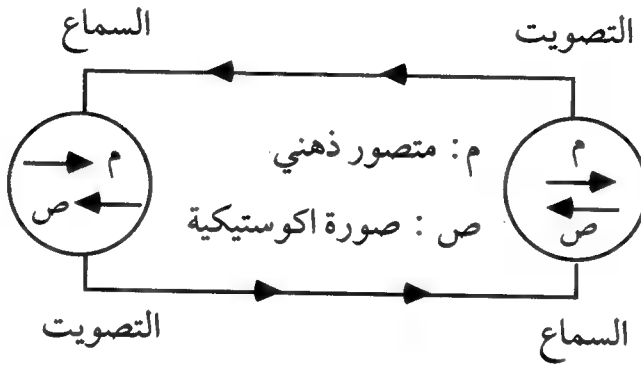 التصويت
السماع
م
م
م : متصور ذهني
ص
ص
ص : صورة اكوستيكية
السماع
التصويت